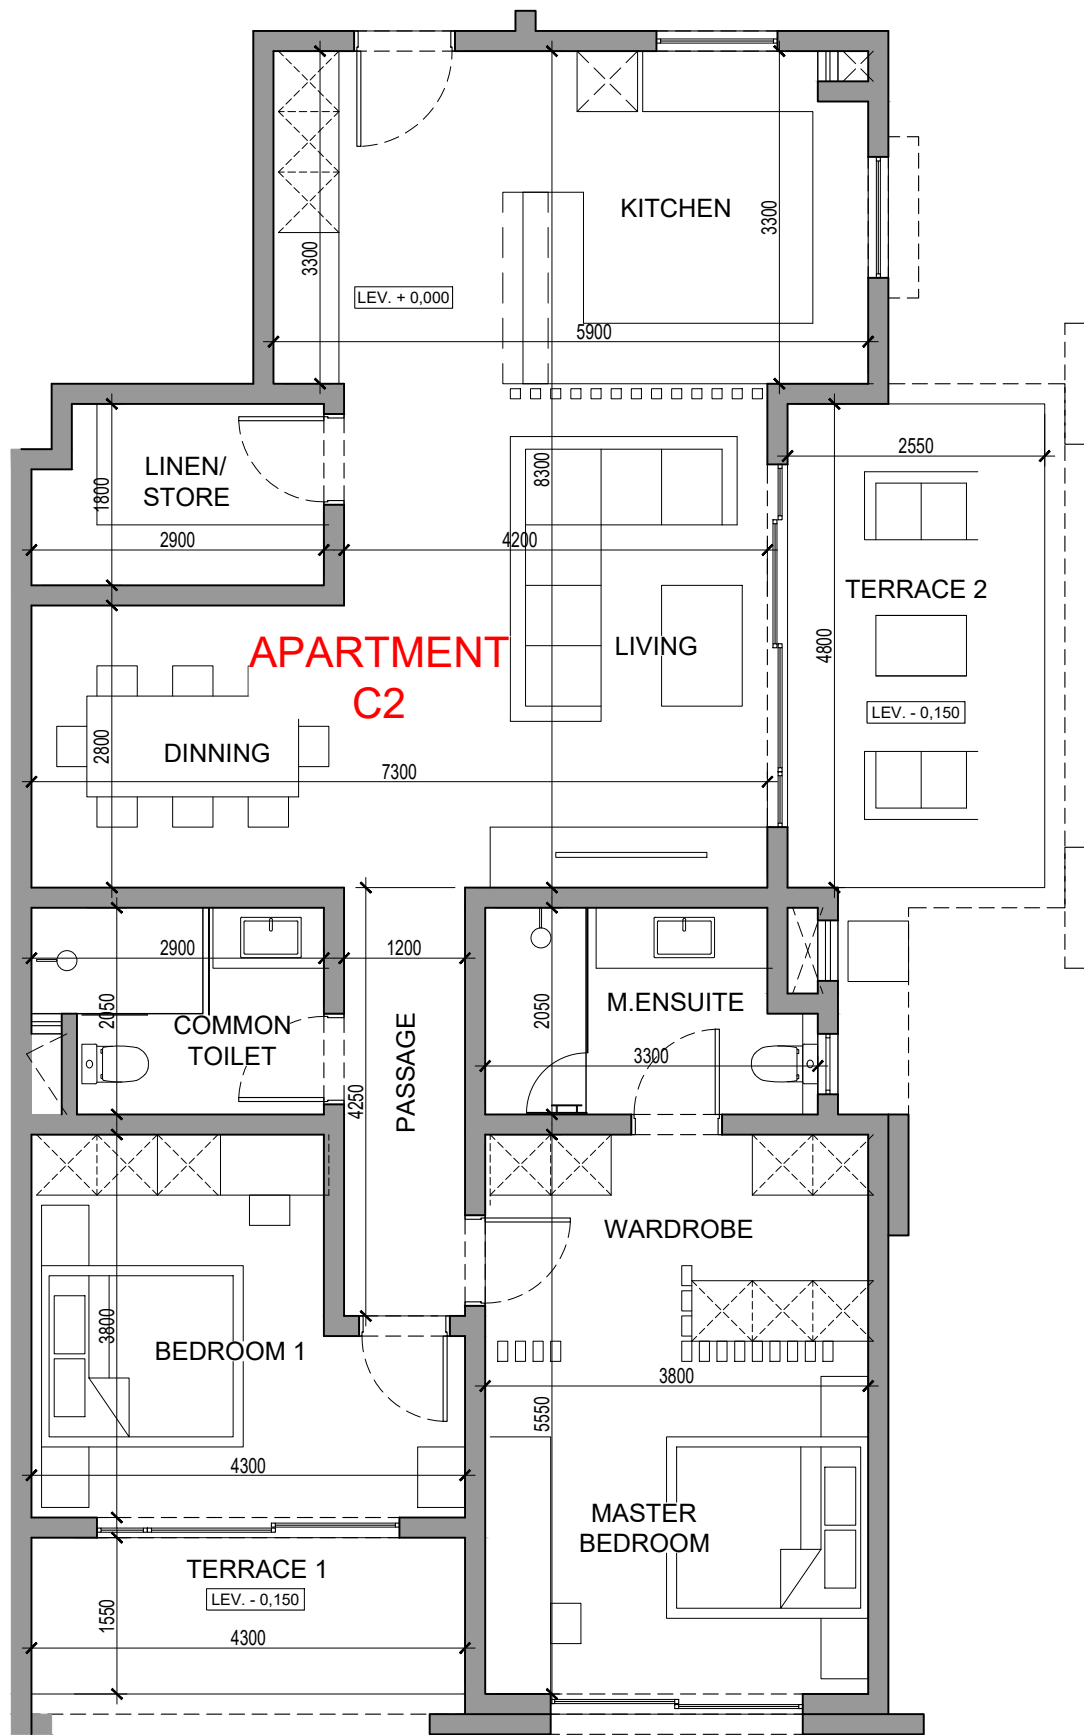 KITCHEN
3300
3300
LEV. + 0,000
5900
LINEN/
STORE
1800
2900
8300
4200
2550
TERRACE 2
4800
LEV. - 0,150
APARTMENT
C2
LIVING
DINNING
2800
7300
2900
1200
2050
COMMON
TOILET
PASSAGE
4250
2050
M.ENSUITE
3300
WARDROBE
3800
BEDROOM 1
3800
5550
4300
MASTER
BEDROOM
TERRACE 1
LEV. - 0,150
1550
4300